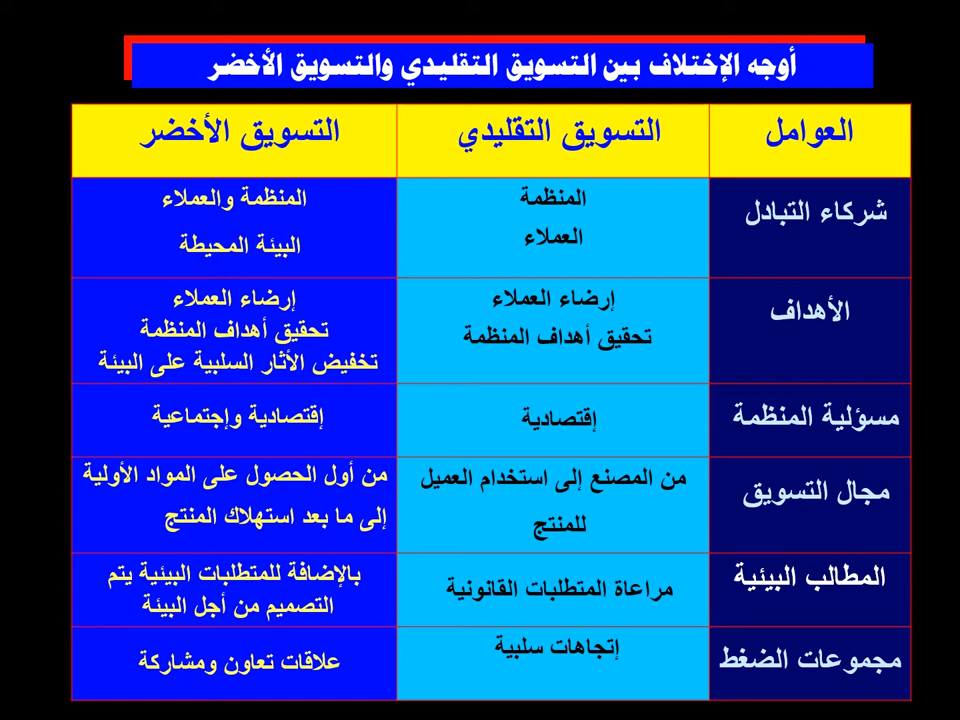 أوجه الإختلاف بين التسويق التقليدي والتسويق الأخضر
العوامل
التسويق التقليدي
التسويق الأخضر
شركاء التبادل
المنظمة
العملاء
المنظمة والعملاء
البيئة المحيطة
الأهداف
إرضاء العملاء
تحقيق أهداف المنظمة
إرضاء العملاء
تحقيق أهداف المنظمة
تخفيض الأثار السلبية على البيئة
مسؤلية المنظمة
إقتصادية
إقتصادية وإجتماعية
مجال التسويق
من المصنع إلى استخدام العميل
للمنتج
من أول الحصول على المواد الأولية
إلى ما بعد استهلاك المنتج
المطالب البيئية
مراعاة المتطلبات القانونية
بالإضافة للمتطلبات البيئية يتم
التصميم من أجل البيئة
مجموعات الضغط
إتجاهات سلبية
علاقات تعاون ومشاركة